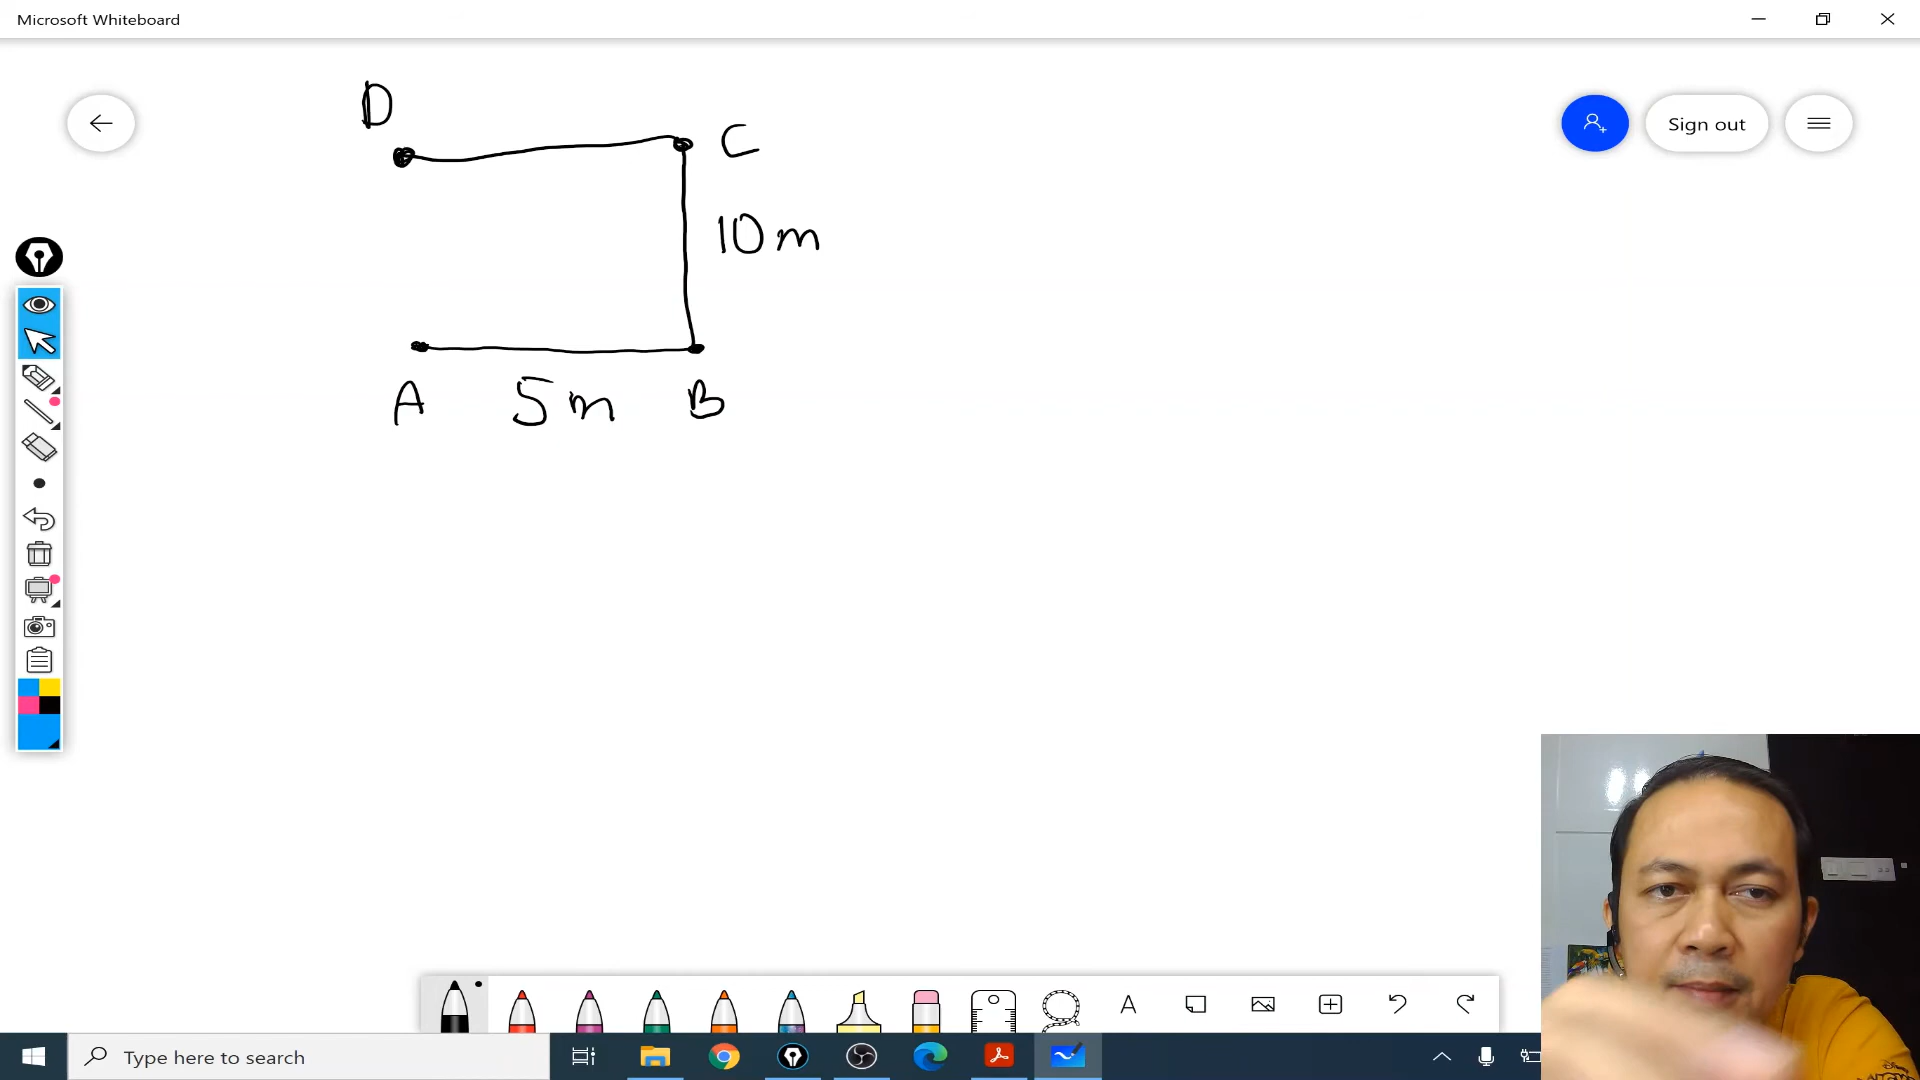 Microsoft Whiteboard
D
C
Sign out
10 m
A 5 m B
A
Type here to search